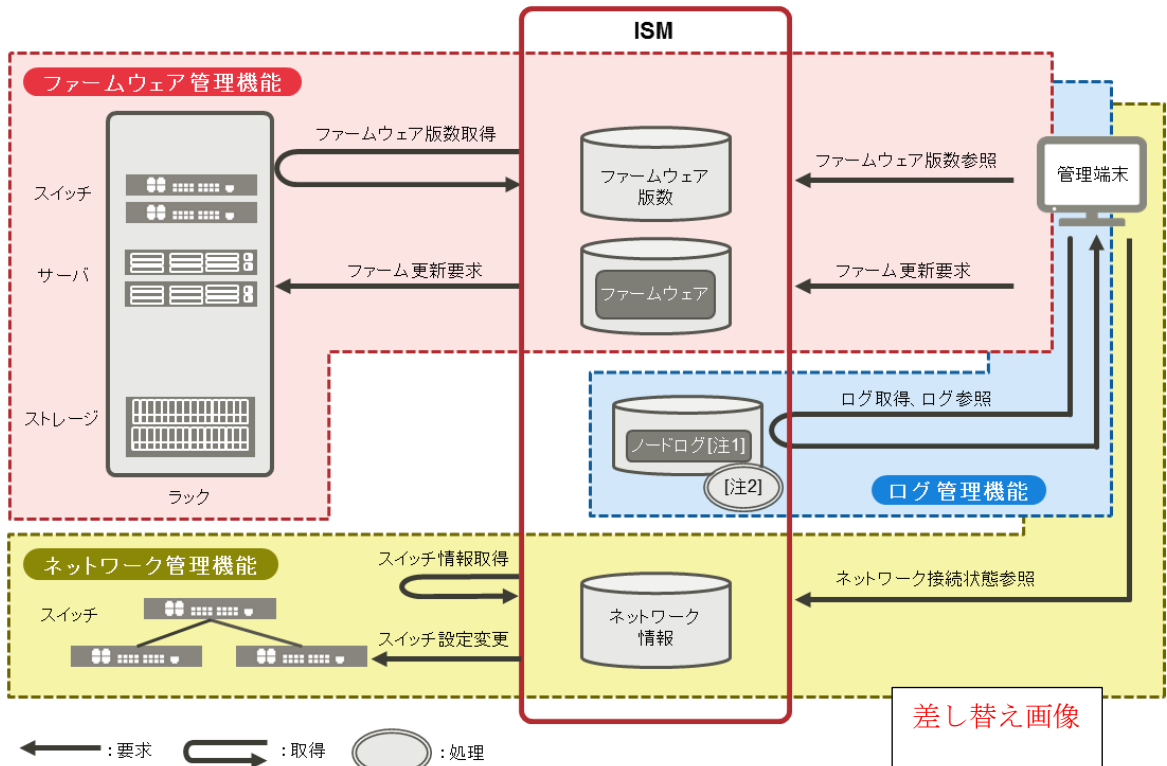 ISM
ファームウェア管理機能
ファームウェア版数取得
ファームウェア
版数
ファームウェア版数参照
管理端末
スイッチ
サーバ
ファーム更新要求
ファームウェア
ファーム更新要求
ストレージ
ラック
ログ取得、ログ参照
ノードログ[注1]
[注2]
ログ管理機能
ネットワーク管理機能
スイッチ情報取得
スイッチ
ネットワーク
情報
ネットワーク接続状態参照
スイッチ設定変更
差し替え画像
:要求
:取得
:処理